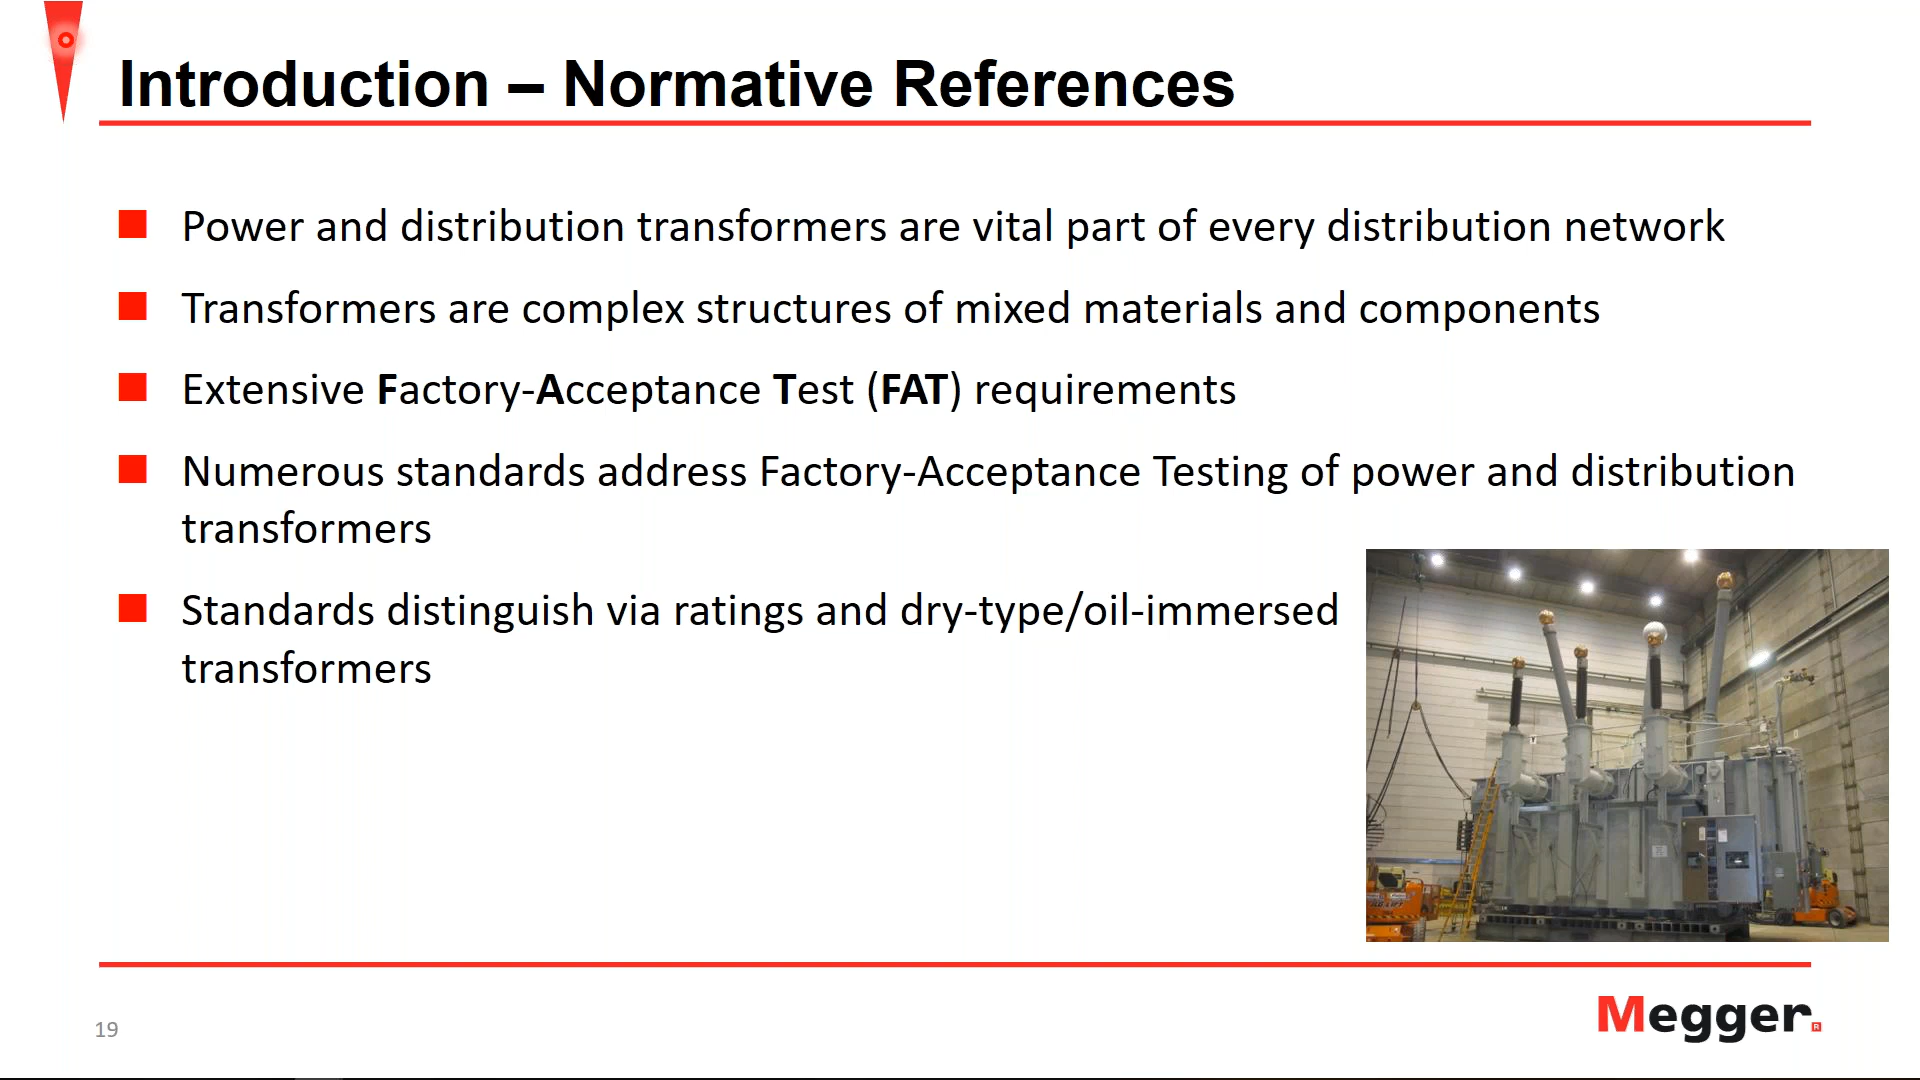 Introduction – Normative References
Power and distribution transformers are vital part of every distribution network
Transformers are complex structures of mixed materials and components
Extensive Factory-Acceptance Test (FAT) requirements
Numerous standards address Factory-Acceptance Testing of power and distribution
transformers
Standards distinguish via ratings and dry-type/oil-immersed
transformers
19
Megger